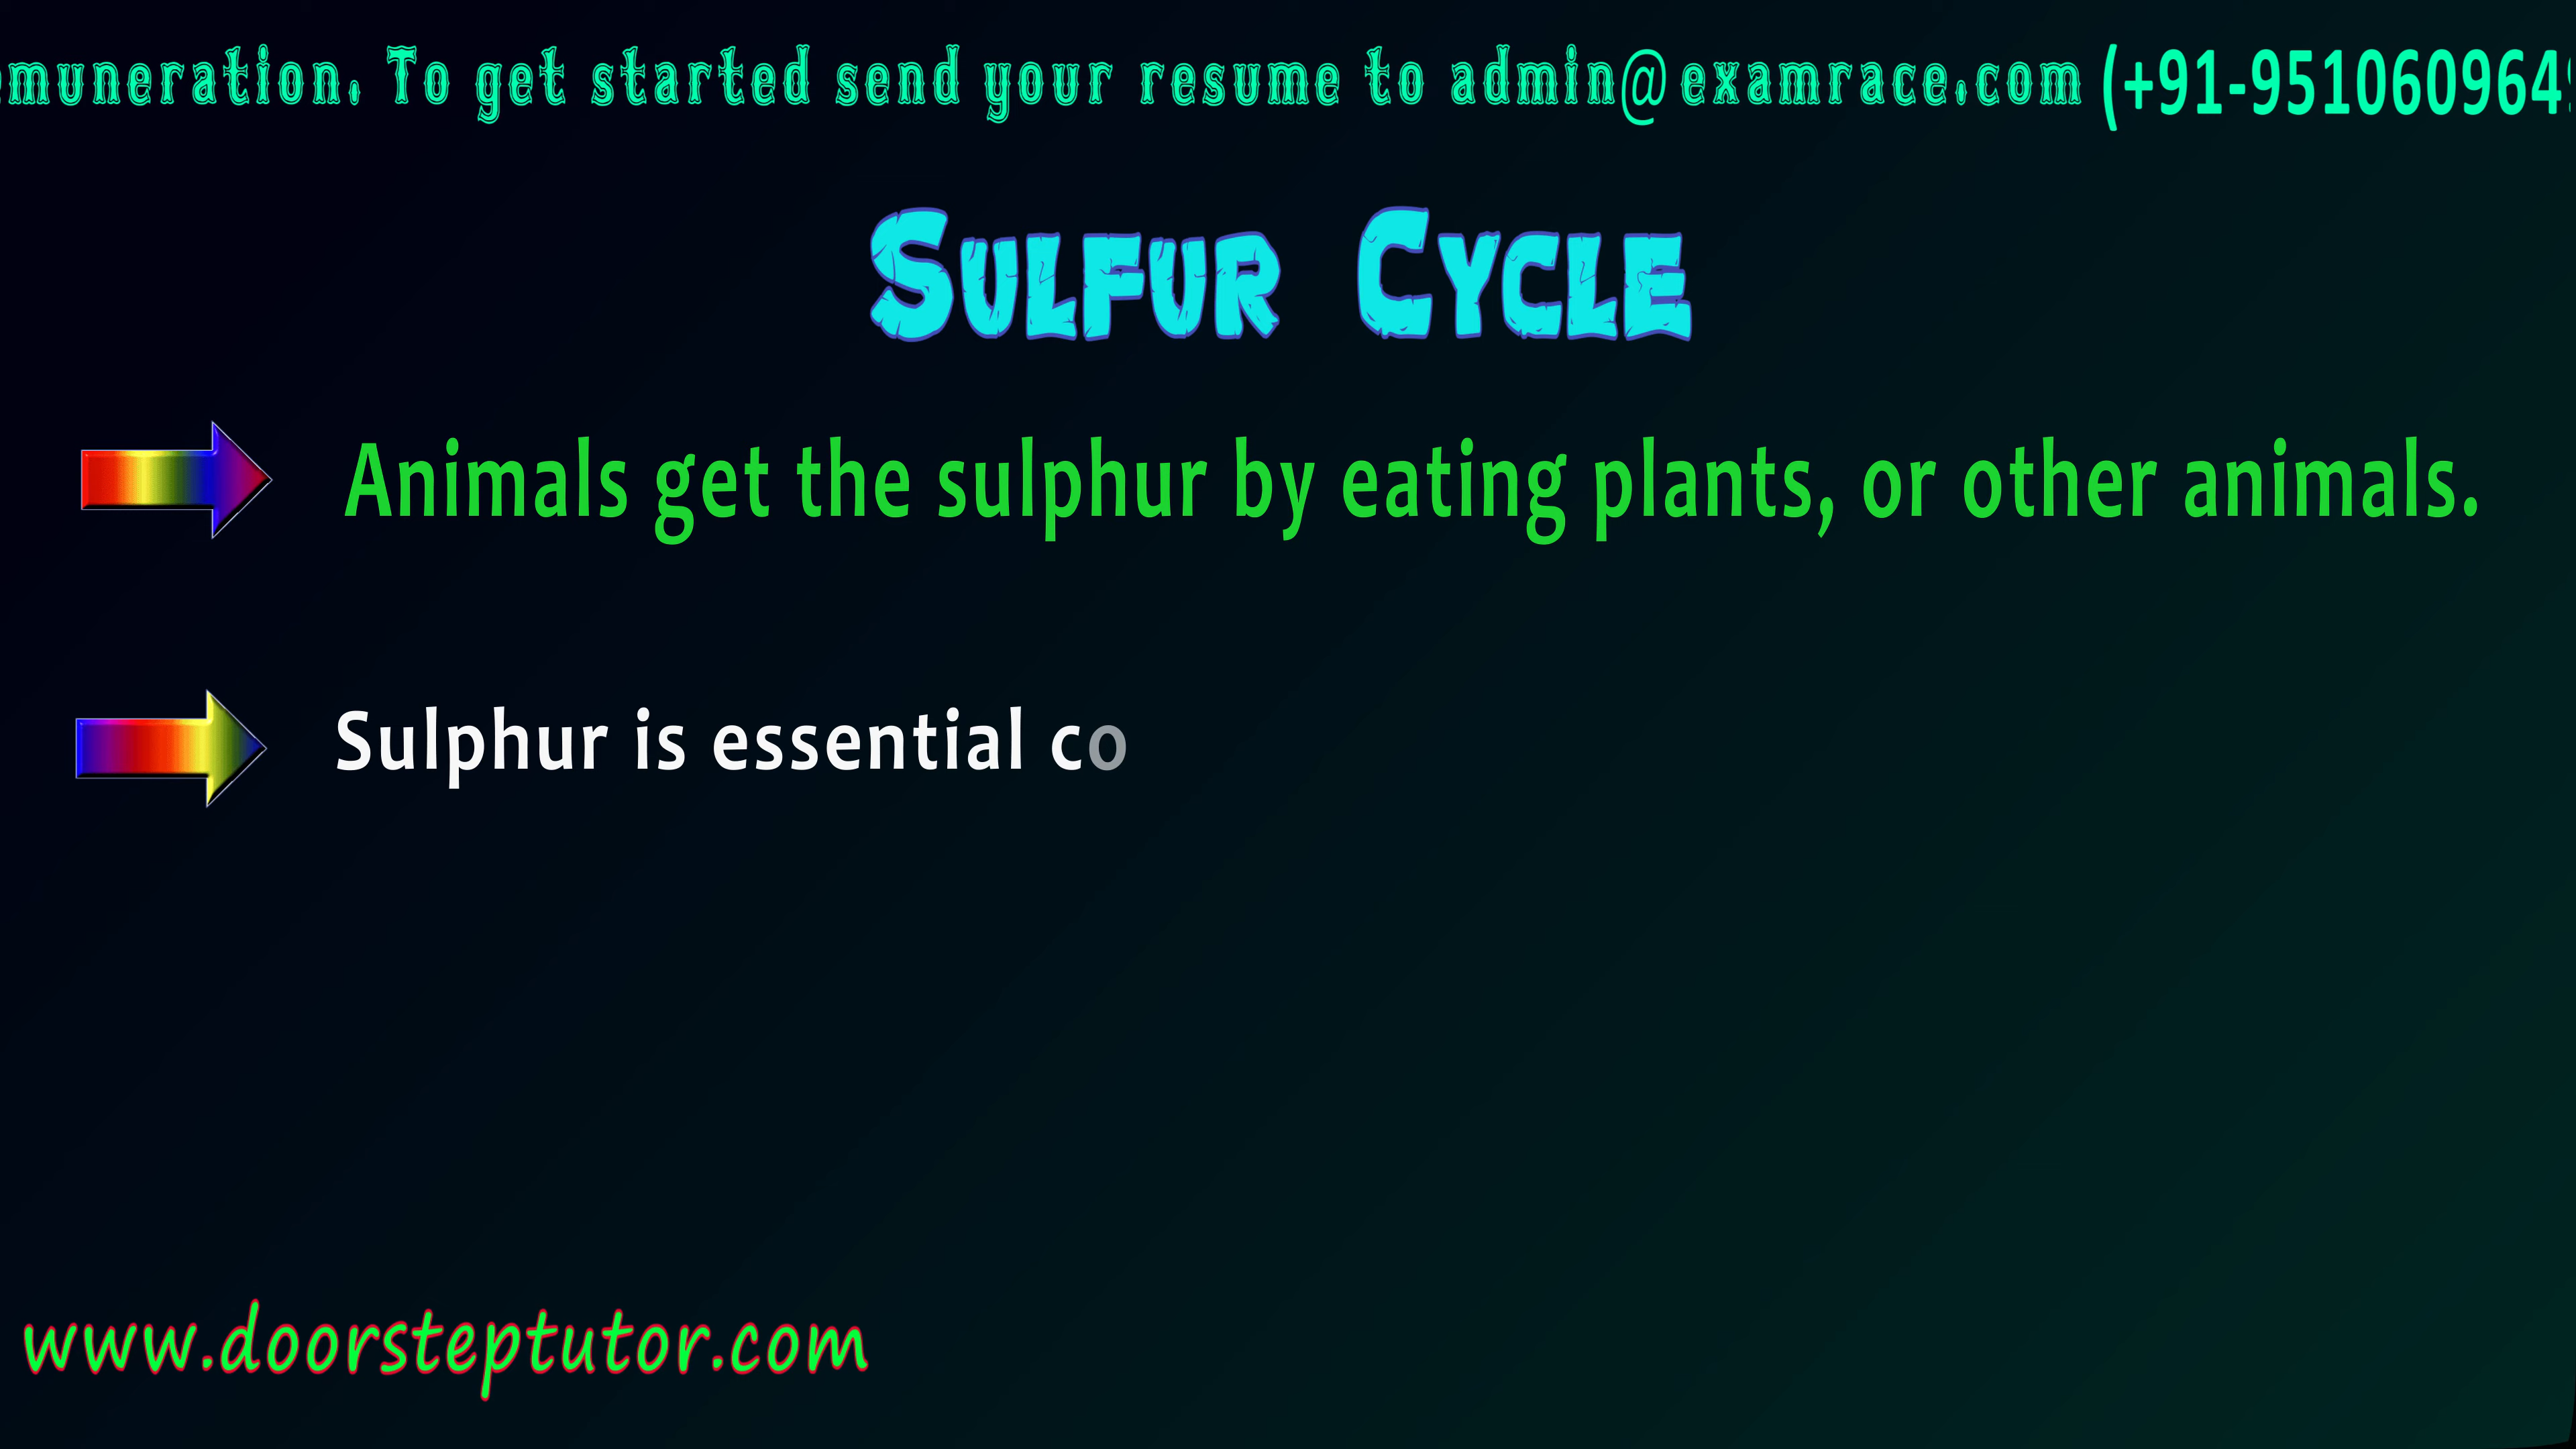 emuneration. To get started send your resume to admin@examrace.com (+91-951060964
Sulfur Cycle
Animals get the sulphur by eating plants, or other animals.
Sulphur is essential co
www.doorsteptutor.com